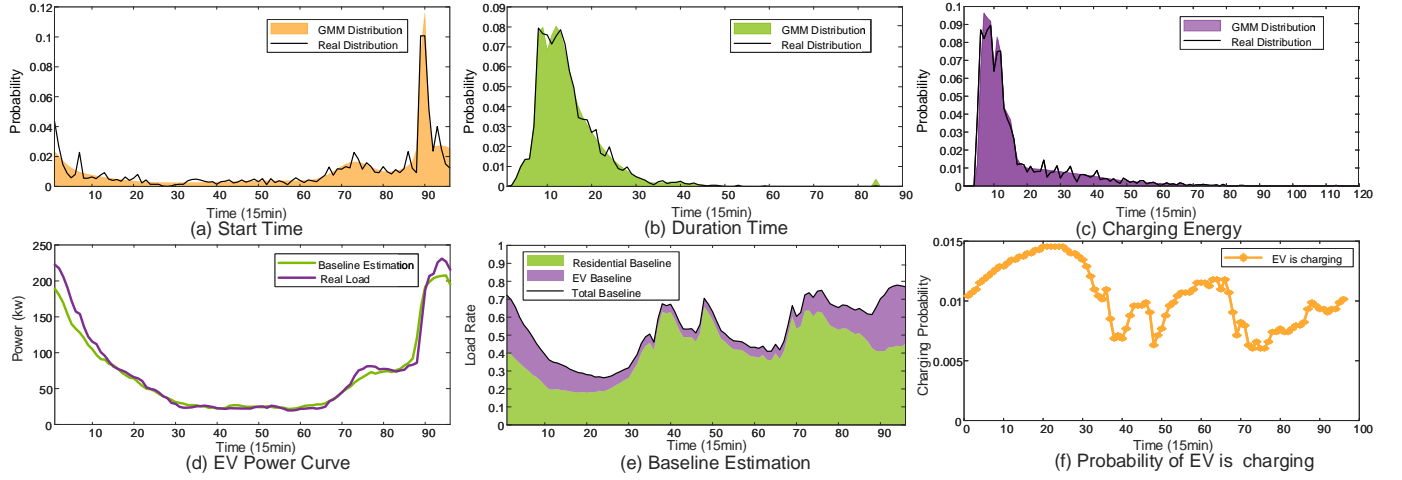 0.12
0.1
0.08
0.06
0.04
0.02
0
Probability
GMM Distribution
Real Distribution
10 20 30 40 50 60 70 80 90
Time (15min)
(a) Start Time
0.09
0.08
0.07
0.06
0.05
0.04
0.03
0.02
0.01
0
Probability
GMM Distribution
Real Distribution
10 20 30 40 50 60 70 80 90
Time (15min)
(b) Duration Time
0.1
0.09
0.08
0.07
0.06
0.05
0.04
0.03
0.02
0.01
0
Probability
GMM Distribution
Real Distribution
10 20 30 40 50 60 70 80 90 100 110 120
Time (15min)
(c) Charging Energy
250
200
150
100
50
0
Power (kw)
Baseline Estimation
Real Load
10 20 30 40 50 60 70 80 90
Time (15min)
(d) EV Power Curve
1
0.9
0.8
0.7
0.6
0.5
0.4
0.3
0.2
0.1
0
Load Rate
Residential Baseline
EV Baseline
Total Baseline
10 20 30 40 50 60 70 80 90
Time (15min)
(e) Baseline Estimation
0.015
0.01
0.005
0
Charging Probability
EV is charging
0 10 20 30 40 50 60 70 80 90 100
Time (15min)
(f) Probability of EV is charging